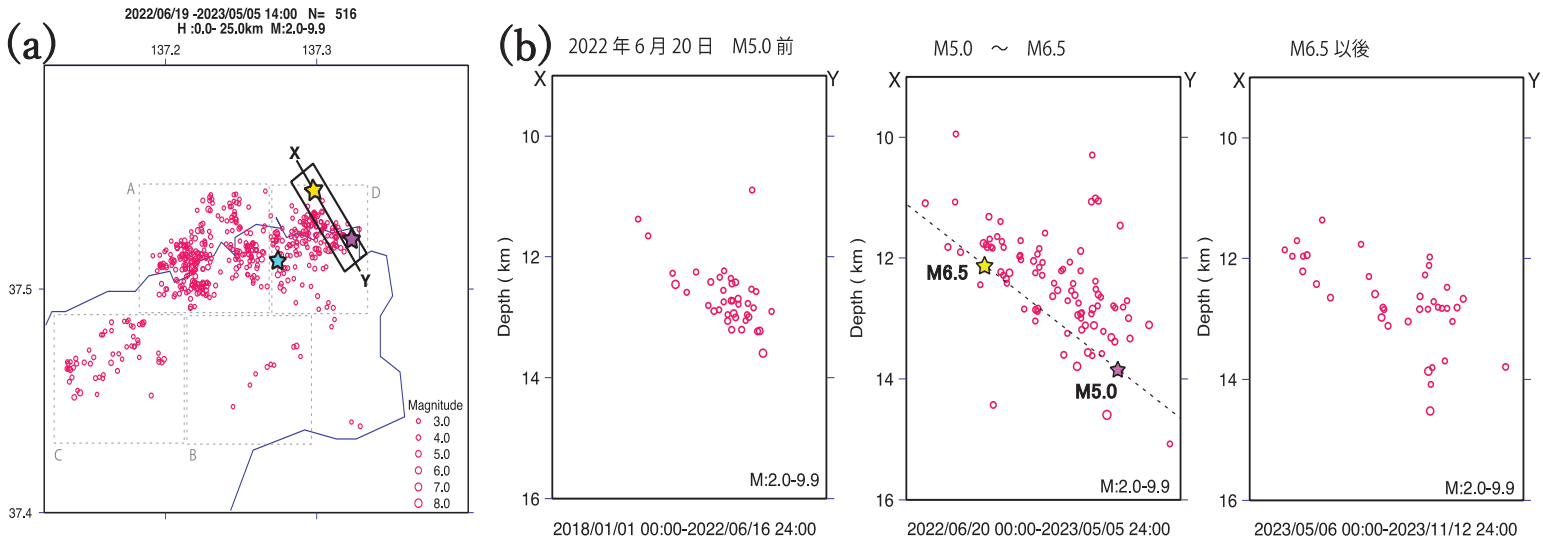 2022/06/19 -2023/05/05 14:00 N= 516
H :0.0- 25.0km M:2.0-9.9
(a)
137.2
137.3
37.5
37.4
A
D
C
B
X
Y
Magnitude
3.0
4.0
5.0
6.0
7.0
8.0
(b)
2022 年 6 月 20 日 M5.0 前
X
Y
Depth ( km )
10
12
14
16
M:2.0-9.9
2018/01/01 00:00-2022/06/16 24:00
M5.0 ～ M6.5
X
Y
Depth ( km )
10
12
14
16
M6.5
M5.0
M:2.0-9.9
2022/06/20 00:00-2023/05/05 24:00
M6.5 以後
X
Y
Depth ( km )
10
12
14
16
M:2.0-9.9
2023/05/06 00:00-2023/11/12 24:00